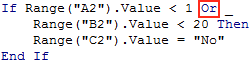 If Range("A2").Value < 1 Or _
Range("B2").Value < 20 Then
Range("C2").Value = "No"
End If